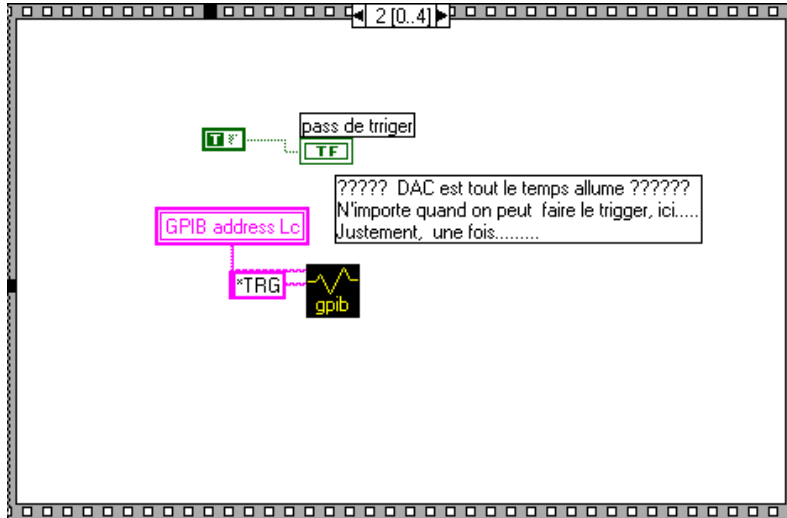 2 [0..4]
pass de trriger
T F
TF
????? DAC est tout le temps allume ??????
N'importe quand on peut faire le trigger, ici.....
Justement, une fois.........
GPIB address Lc
*TRG
gpib